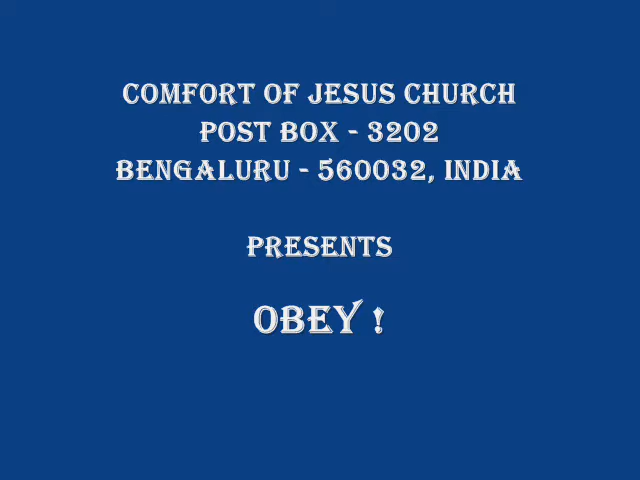 COMFORT OF JESUS CHURCH
POST BOX - 3202
BENGALURU - 560032, INDIA
PRESENTS
OBEY !